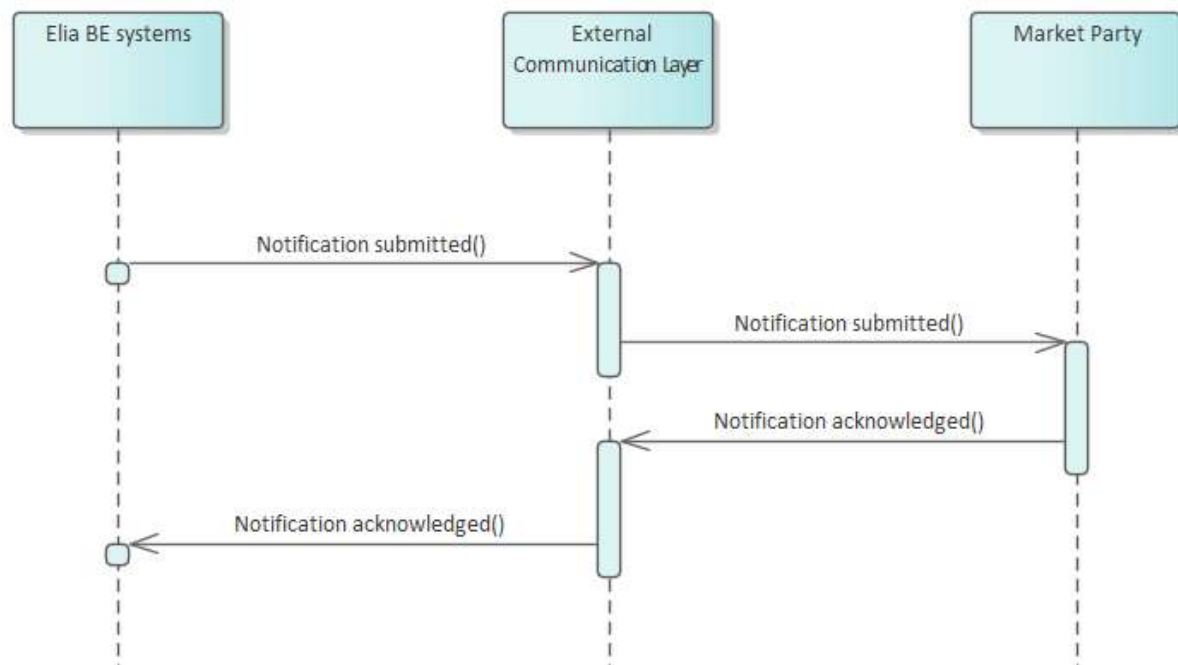 Elia BE systems
External
Communication Layer
Market Party
Notification submitted()
Notification submitted()
Notification acknowledged()
Notification acknowledged()